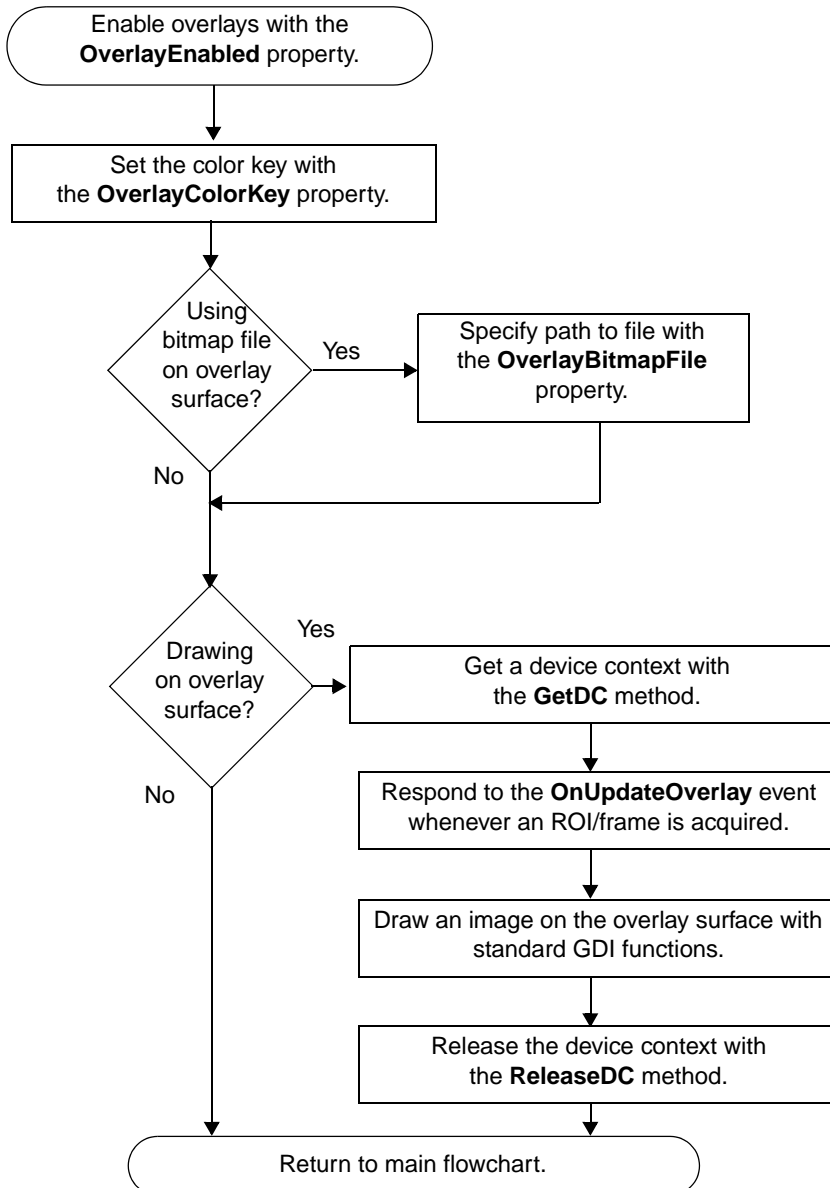 Enable overlays with the
OverlayEnabled property.
Set the color key with
the OverlayColorKey property.
Using
bitmap file
on overlay
surface?
Yes
Specify path to file with
the OverlayBitmapFile
property.
No
Drawing
on overlay
surface?
Yes
Get a device context with
the GetDC method.
No
Respond to the OnUpdateOverlay event
whenever an ROI/frame is acquired.
Draw an image on the overlay surface with
standard GDI functions.
Release the device context with
the ReleaseDC method.
Return to main flowchart.